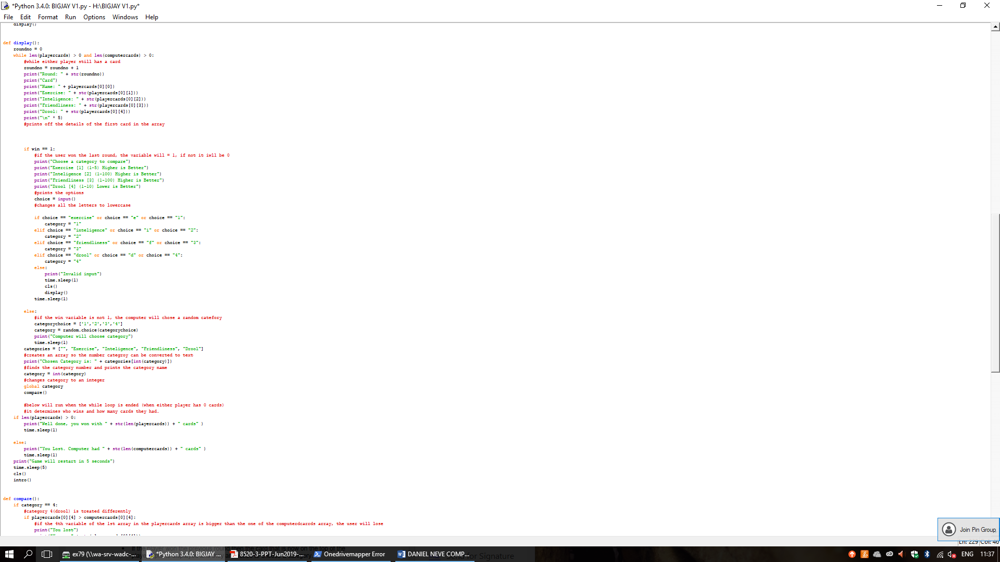 *Python 3.4.0: BIGJAY V1.py - H:\BIGJAY V1.py*
File Edit Format Run Options Windows Help
display()
def display():
    roundno = 0
    while len(playercards) > 0 and len(computercards) > 0:
        #while either player still has a card
        roundno = roundno + 1
        print("Round: " + str(roundno))
        print("Card")
        print("Name: " + playercards[0][0])
        print("Exercise: " + str(playercards[0][1]))
        print("Inteligence: " + str(playercards[0][2]))
        print("Friendliness: " + str(playercards[0][3]))
        print("Drool: " + str(playercards[0][4]))
        print("\n" * 5)
        #prints off the details of the first card in the array
        if win == 1:
            #if the user won the last round, the variable will = 1, if not it iwll be 0
            print("Choose a category to compare")
            print("Exercise [1] (1-5) Higher is Better")
            print("Inteligence [2] (1-100) Higher is Better")
            print("Friendliness [3] (1-100) Higher is Better")
            print("Drool [4] (1-10) Lower is Better")
            #prints the options
            choice = input()
            #changes all the letters to lowercase
            if choice == "exercise" or choice == "e" or choice == "1":
                category = "1"
            elif choice == "inteligence" or choice == "i" or choice == "2":
                category = "2"
            elif choice == "friendliness" or choice == "f" or choice == "3":
                category = "3"
            elif choice == "drool" or choice == "d" or choice == "4":
                category = "4"
            else:
                print("Invalid input")
                time.sleep(1)
                cls()
                display()
            time.sleep(1)
        else:
            #if the win variable is not 1, the computer will chose a random catefory
            categorychoice = ['1','2','3','4']
            category = random.choice(categorychoice)
            print("Computer will choose category")
            time.sleep(1)
        categories = ["", "Exercise", "Inteligence", "Friendliness", "Drool"]
        #creates an array so the number categroy can be converted to text
        print("Chosen Category is: " + categories[int(category)])
        #finds the category number and prints the category name
        category = int(category)
        #changes category to an integer
        global category
        compare()
        #below will run when the while loop is ended (when either player has 0 cards)
        #it determines who wins and how many cards they had.
    if len(playercards) > 0:
        print("Well done, you won with " + str(len(playercards)) + " cards" )
        time.sleep(1)
    else:
        print("You Lost. Computer had " + str(len(computercards)) + " cards" )
        time.sleep(1)
    print("Game will restart in 5 seconds")
    time.sleep(5)
    cls()
    intro()
def compare():
    if category == 4:
        #category 4(drool) is treated differently
        if playercards[0][4] > computercards[0][4]:
            #if the 4th variable of the 1st array in the playercards array is bigger than the one of the computerdcarrds array, the user will lose
            print("You lost")
Join Pin Group
Ln: 229 Col: 46
ex79 (\\wa-srv-wadc-...
*Python 3.4.0: BIGJAY ...
8520-3-PPT-Jun2019-...
Onedrivemapper Error
DANIEL NEVE COMP...
ENG
11:37